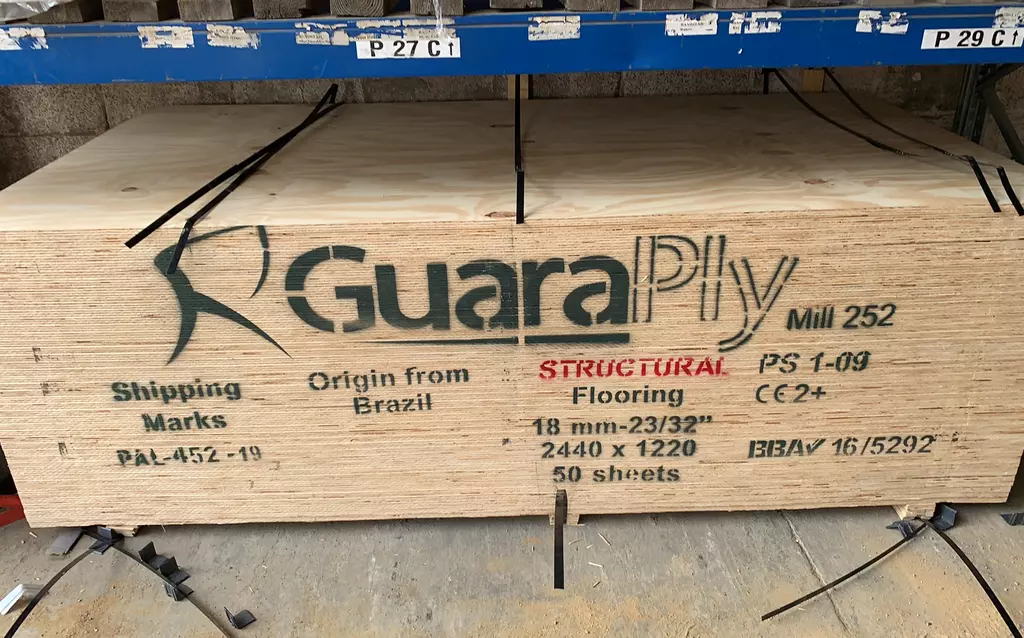 P 27 C↑
P 29 C↑
GuaraPly
Mill 252
STRUCTURAL
PS 1-09
Shipping
Marks
Origin from
Brazil
Flooring
CE2+
PAL-452-19
18 mm-23/32”
2440 x 1220
50 sheets
BBA✓ 16/5292